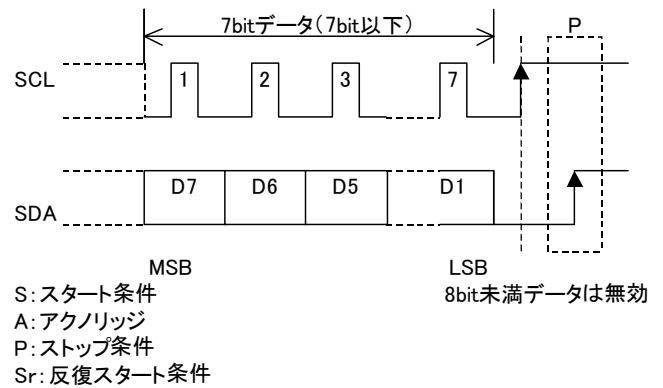 7bitデータ(7bit以下)
P
SCL
1 2 3 7
SDA
D7 D6 D5 D1
MSB LSB
8bit未満データは無効
S:スタート条件
A:アクノリッジ
P:ストップ条件
Sr:反復スタート条件